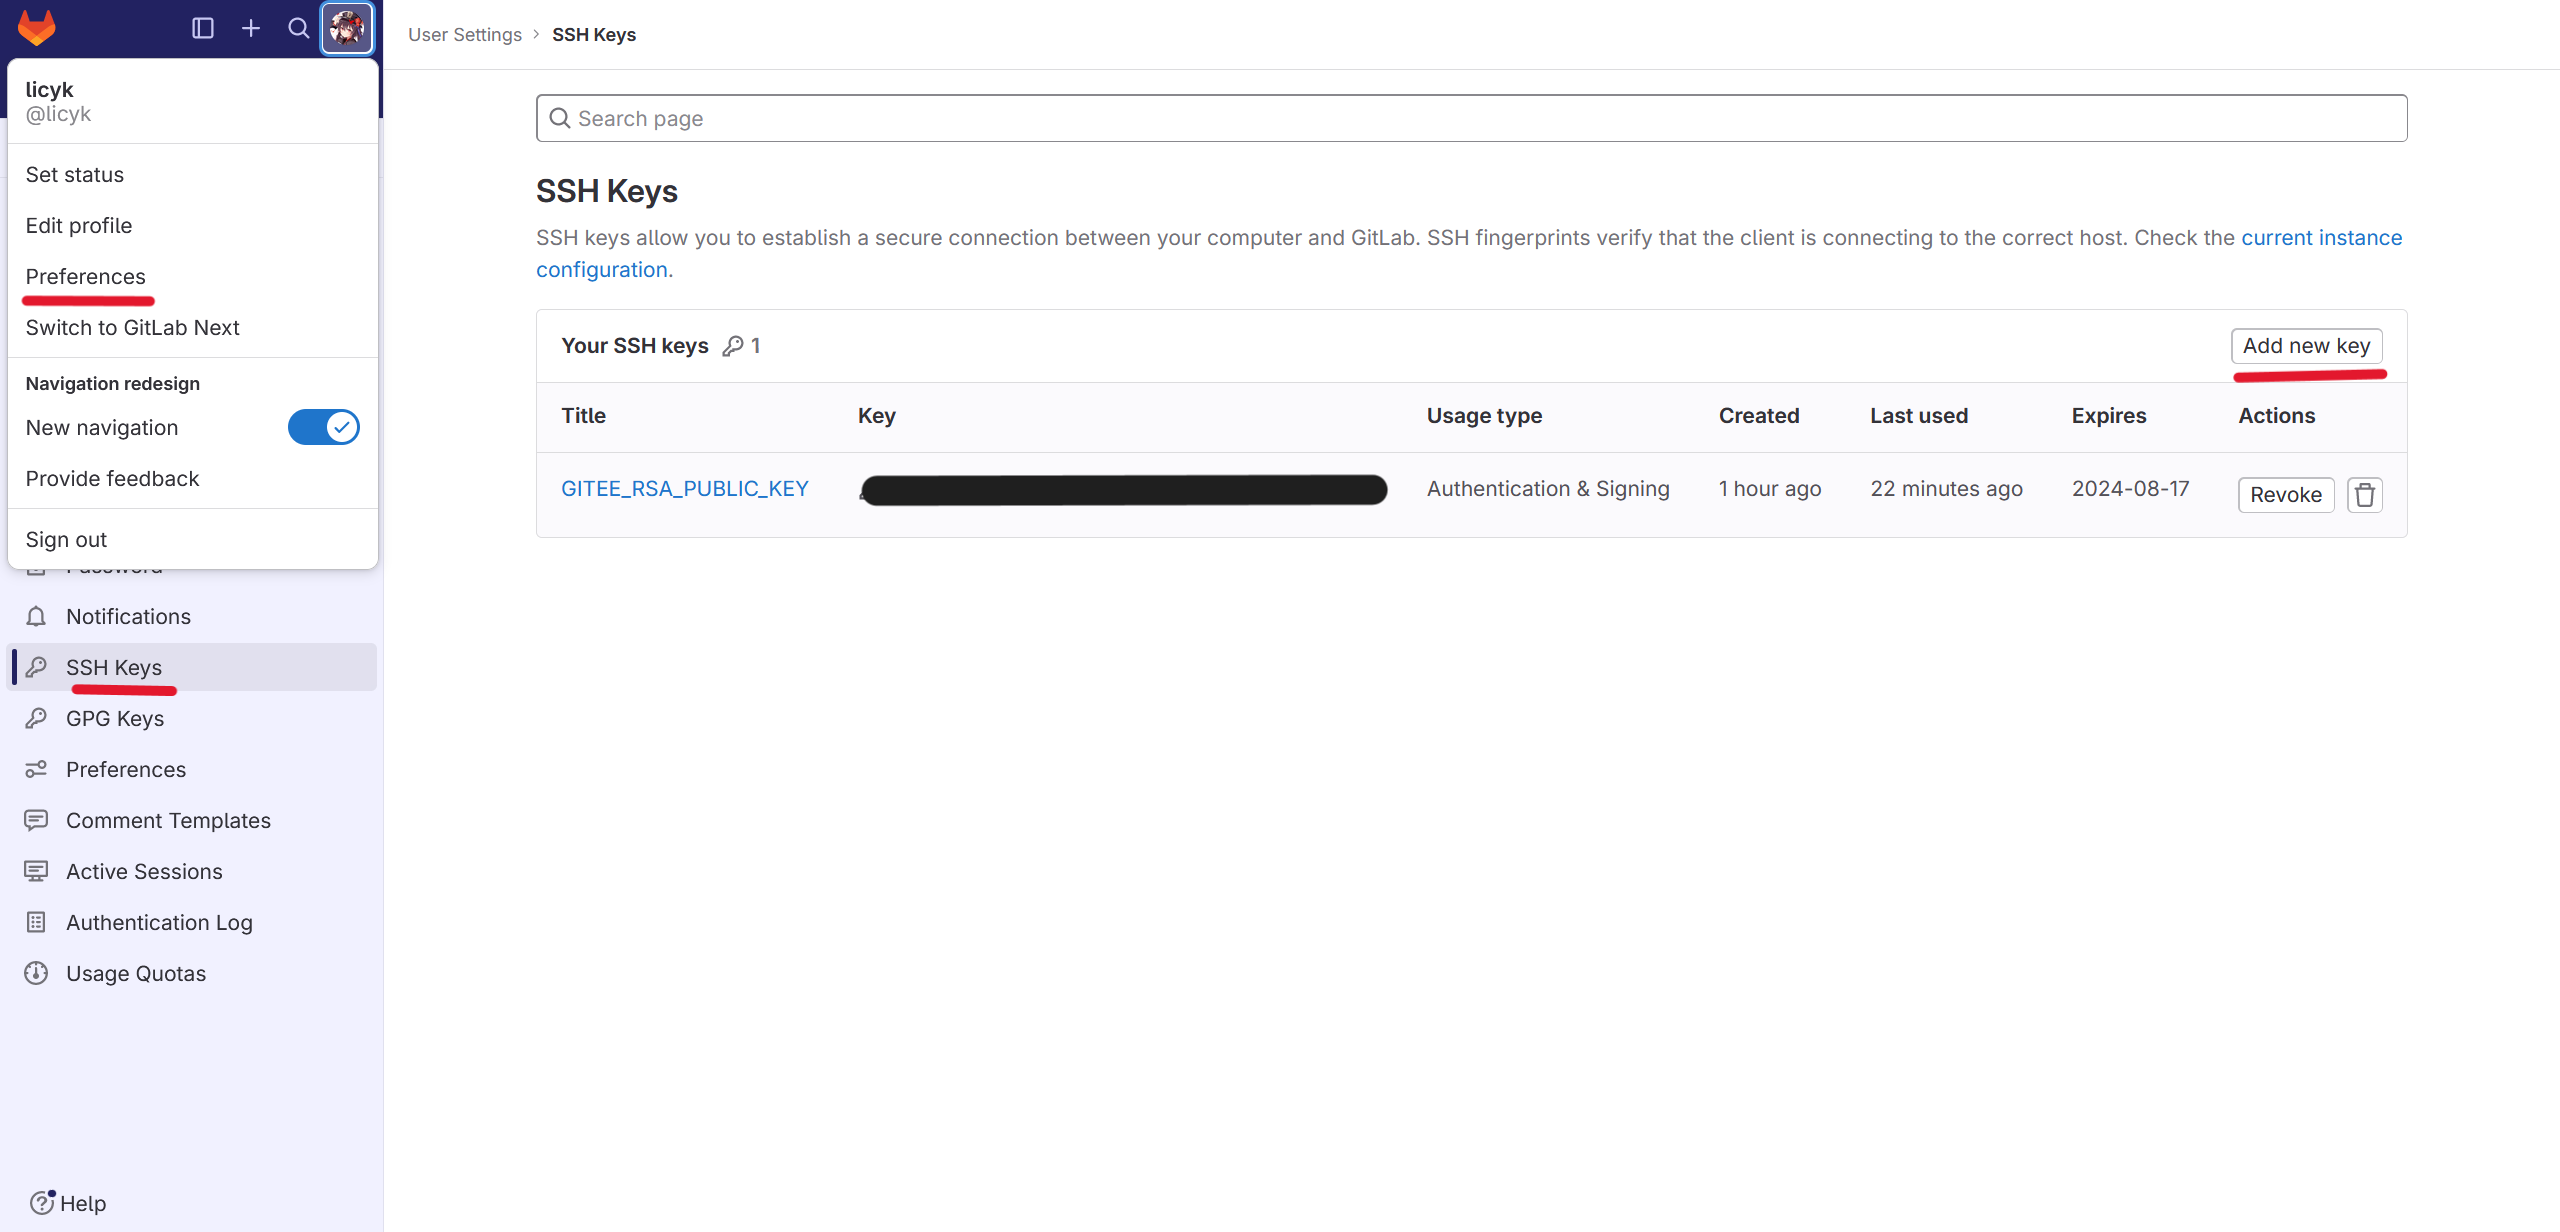 licyk
@licyk
Set status
Edit profile
Preferences
Switch to GitLab Next
Navigation redesign
New navigation
Provide feedback
Sign out
Password
Notifications
SSH Keys
GPG Keys
Preferences
Comment Templates
Active Sessions
Authentication Log
Usage Quotas
Help
User Settings › SSH Keys
Search page
SSH Keys
SSH keys allow you to establish a secure connection between your computer and GitLab. SSH fingerprints verify that the client is connecting to the correct host. Check the current instance
configuration.
Your SSH keys 1
Add new key
Title Key Usage type Created Last used Expires Actions
GITEE_RSA_PUBLIC_KEY Authentication & Signing 1 hour ago 22 minutes ago 2024-08-17 Revoke